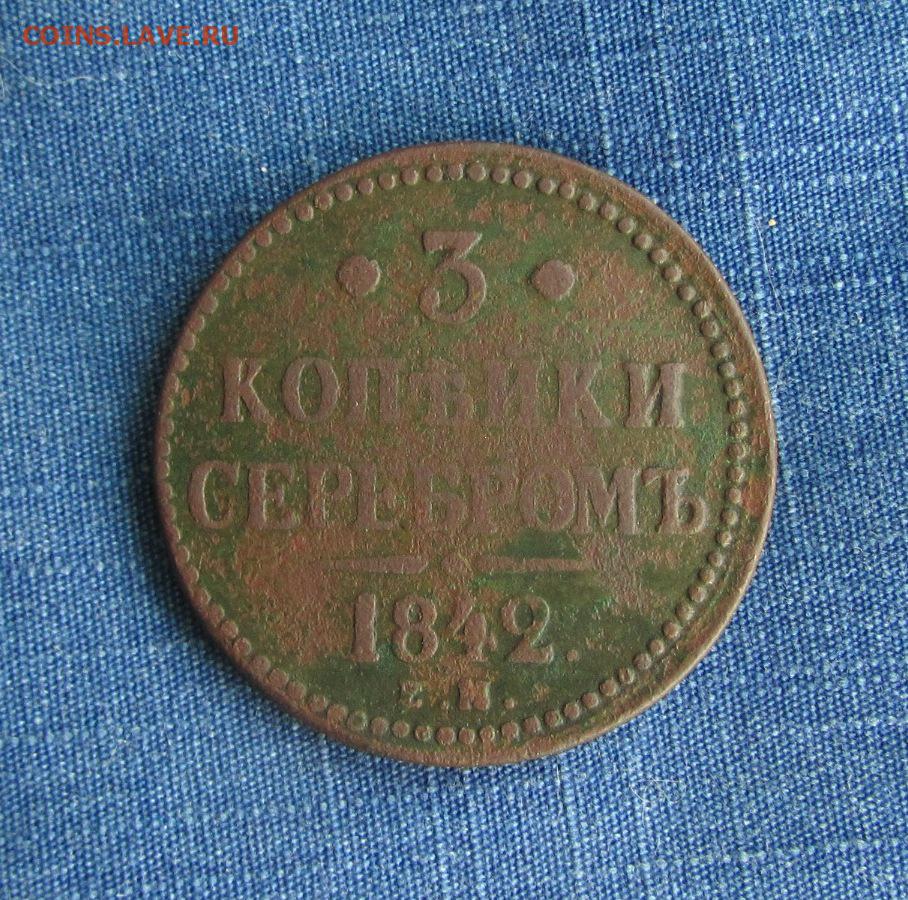 COINS.LAVE.RU
• 3 •
КОПѢЙКИ
СЕРЕБРОМЪ
1842.
Е.М.